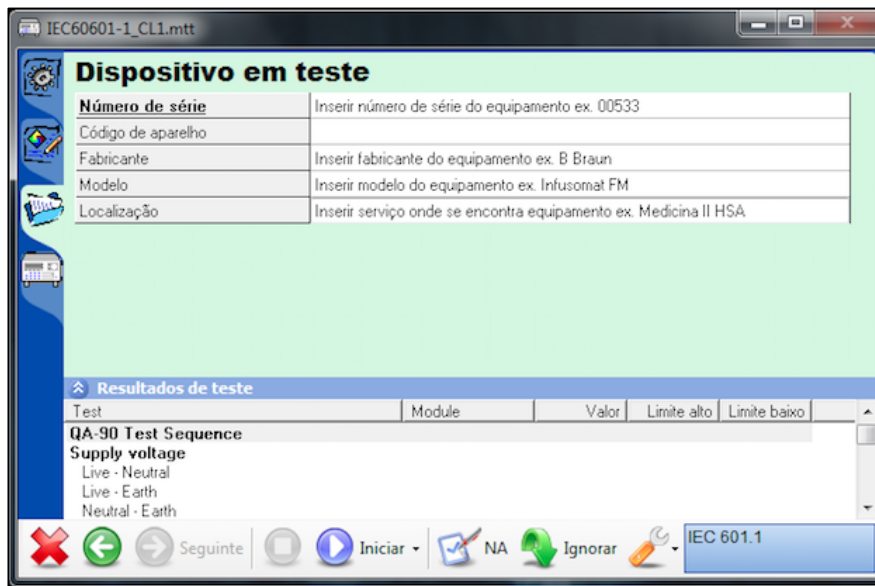 IEC60601-1_CL1.mtt
Dispositivo em teste
Número de série Inserir número de série do equipamento ex. 00533
Código de aparelho
Fabricante Inserir fabricante do equipamento ex. B Braun
Modelo Inserir modelo do equipamento ex. Infusomat FM
Localização Inserir serviço onde se encontra equipamento ex. Medicina II HSA
Resultados de teste
Test Module Valor Limite alto Limite baixo
QA-90 Test Sequence
Supply voltage
Live - Neutral
Live - Earth
Neutral - Earth
Seguinte Iniciar NA Ignorar IEC 601.1